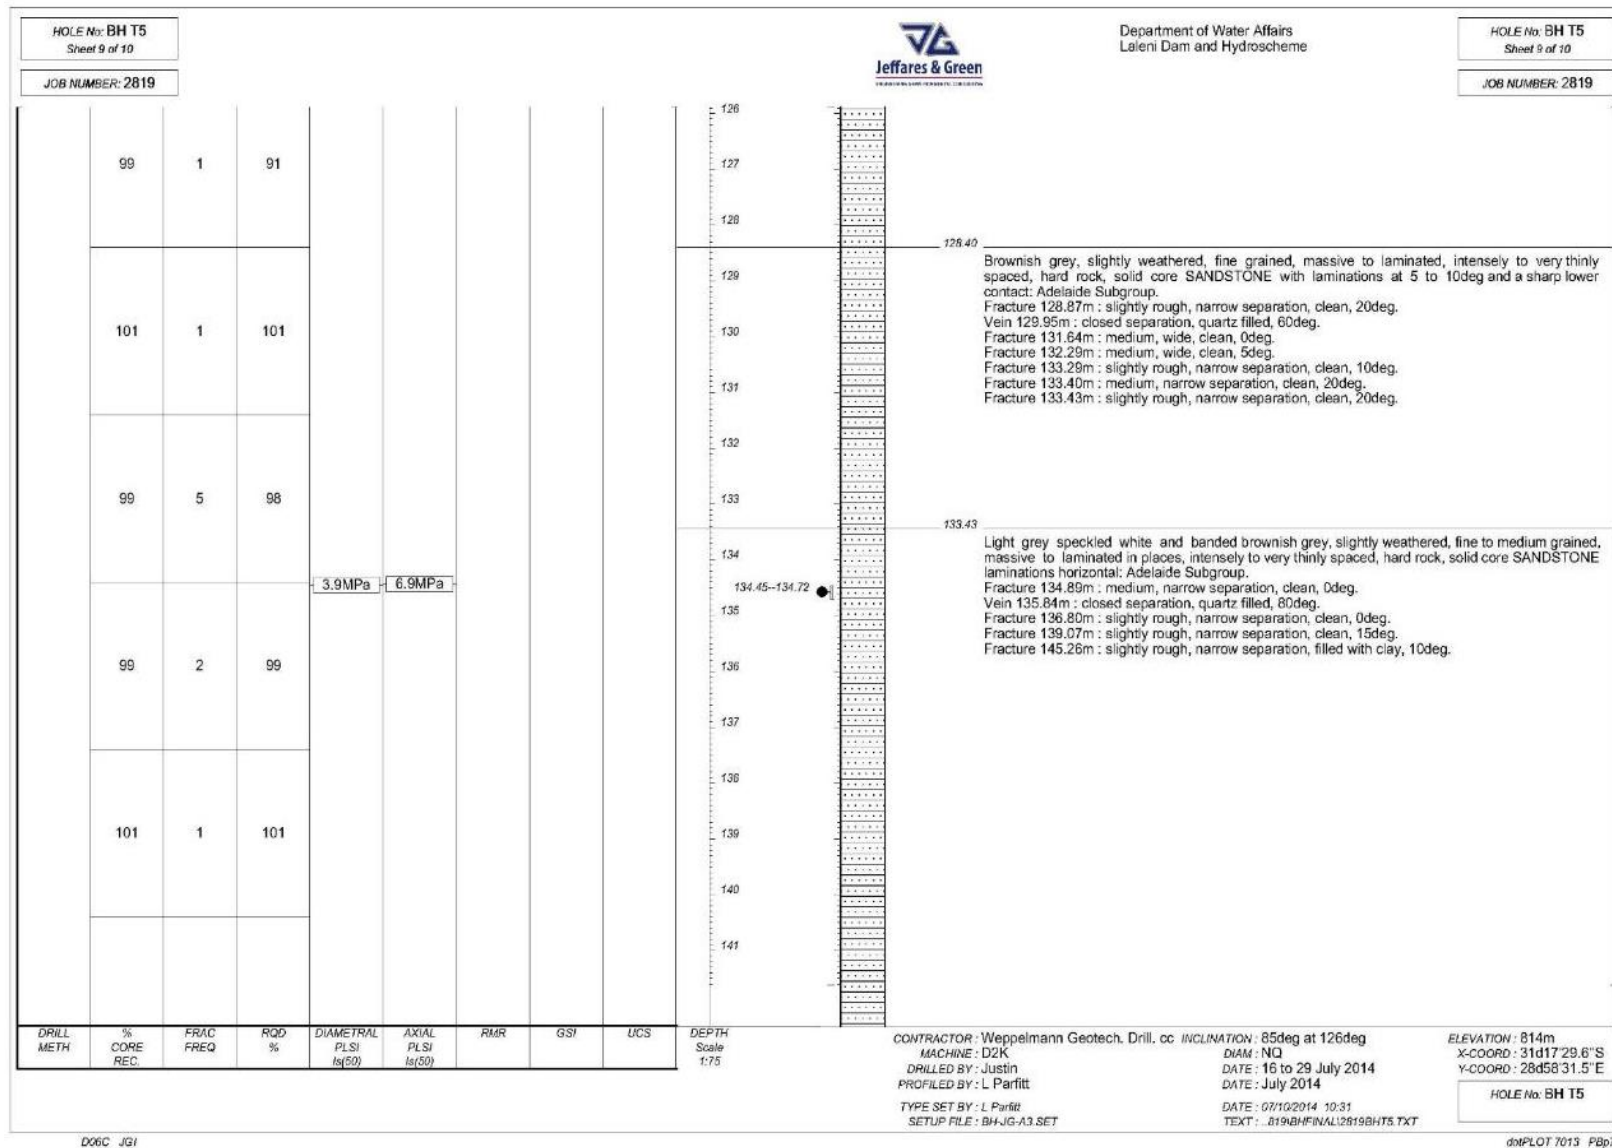 HOLE No: BH T5
Sheet 9 of 10
JOB NUMBER: 2819
JG
Jeffares & Green
Department of Water Affairs
Laleni Dam and Hydroscheme
HOLE No: BH T5
Sheet 9 of 10
JOB NUMBER: 2819
126
99 1 91
127
128
128.40
Brownish grey, slightly weathered, fine grained, massive to laminated, intensely to very thinly
spaced, hard rock, solid core SANDSTONE with laminations at 5 to 10deg and a sharp lower
contact: Adelaide Subgroup.
Fracture 128.87m : slightly rough, narrow separation, clean, 20deg.
Vein 129.95m : closed separation, quartz filled, 60deg.
Fracture 131.64m : medium, wide, clean, 0deg.
Fracture 132.29m : medium, wide, clean, 5deg.
Fracture 133.29m : slightly rough, narrow separation, clean, 10deg.
Fracture 133.40m : medium, narrow separation, clean, 20deg.
Fracture 133.43m : slightly rough, narrow separation, clean, 20deg.
129
101 1 101
130
131
132
99 5 98
133
133.43
Light grey speckled white and banded brownish grey, slightly weathered, fine to medium grained,
massive to laminated in places, intensely to very thinly spaced, hard rock, solid core SANDSTONE
laminations horizontal: Adelaide Subgroup.
Fracture 134.89m : medium, narrow separation, clean, 0deg.
Vein 135.84m : closed separation, quartz filled, 80deg.
Fracture 136.80m : slightly rough, narrow separation, clean, 0deg.
Fracture 139.07m : slightly rough, narrow separation, clean, 15deg.
Fracture 145.26m : slightly rough, narrow separation, filled with clay, 10deg.
134
3.9MPa 6.9MPa
134.45--134.72
135
99 2 99
136
137
138
101 1 101
139
140
141
DRILL METH
% CORE REC.
FRAC FREQ
RQD %
DIAMETRAL PLSI Is(50)
AXIAL PLSI Is(50)
RMR
GSI
UCS
DEPTH Scale 1:75
CONTRACTOR : Weppelmann Geotech. Drill. cc
MACHINE : D2K
DRILLED BY : Justin
PROFILED BY : L Parfitt
TYPE SET BY : L Parfitt
SETUP FILE : BH-JG-A3.SET
INCLINATION : 85deg at 126deg
DIAM : NQ
DATE : 16 to 29 July 2014
DATE : July 2014
DATE : 07/10/2014 10:31
TEXT : ..819\BHFINAL\2819BHT5.TXT
ELEVATION : 814m
X-COORD : 31d17'29.6"S
Y-COORD : 28d58'31.5"E
HOLE No: BH T5
D06C JGI
dotPLOT 7013